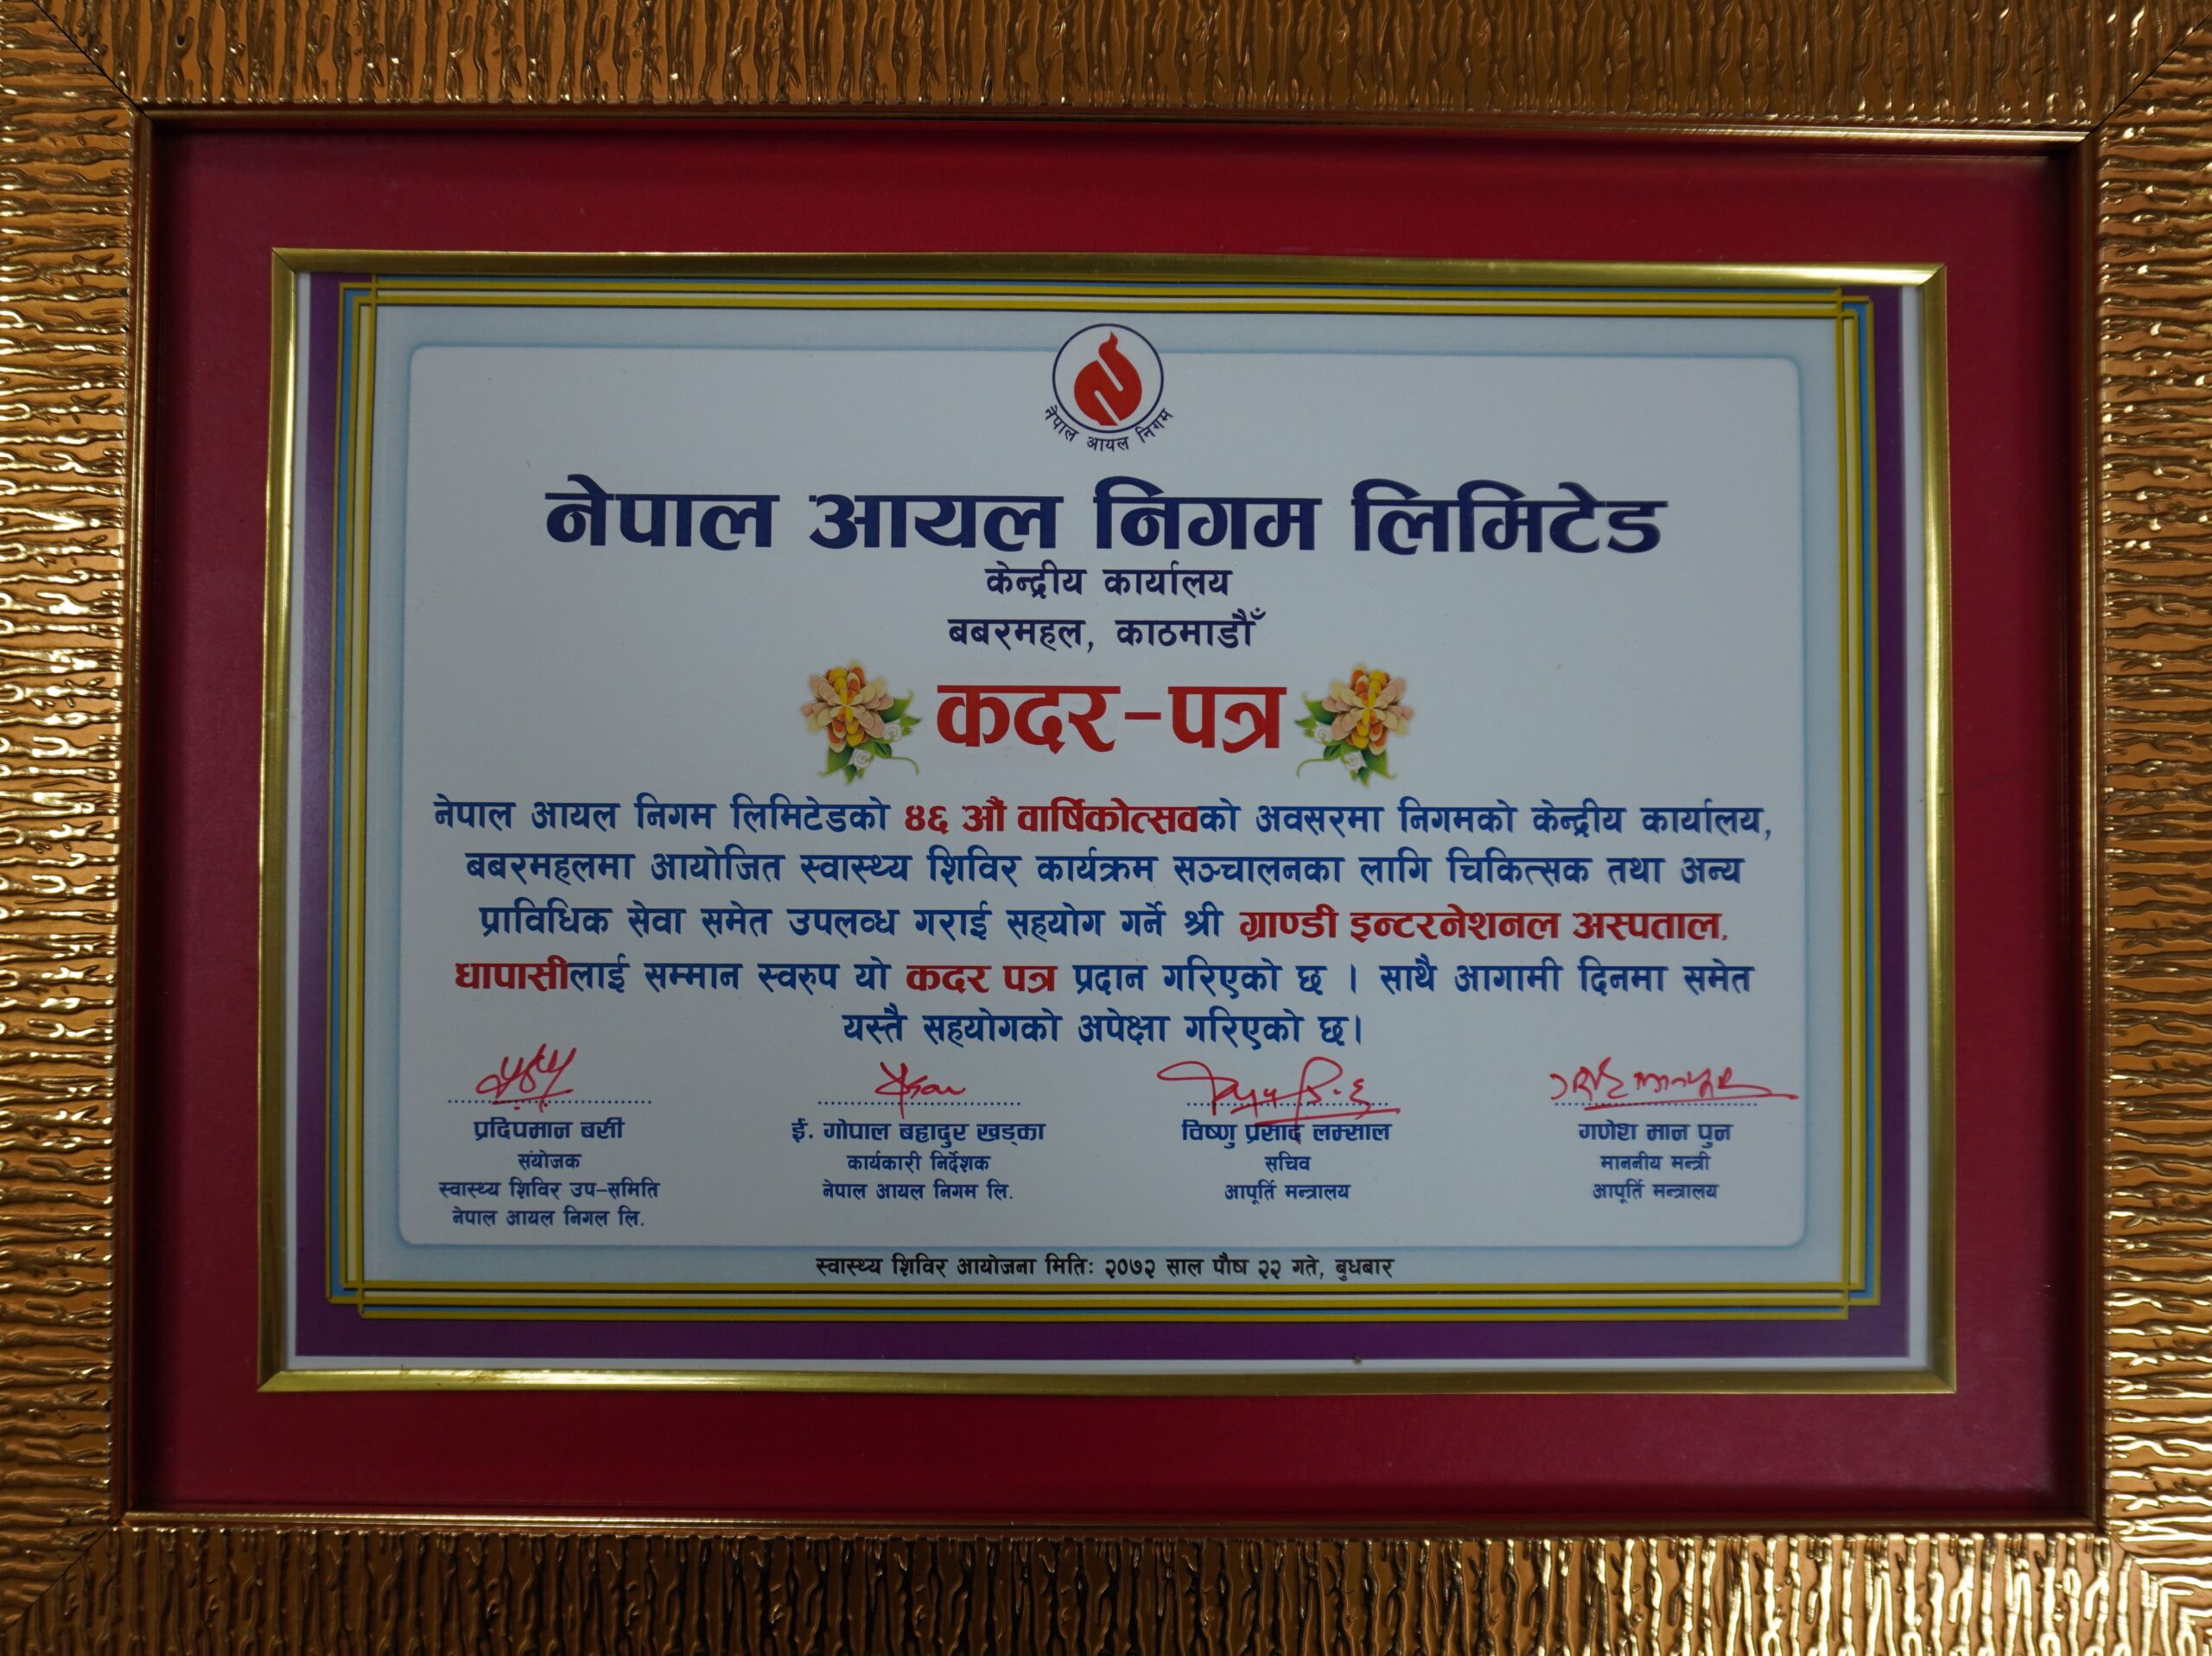 नेपाल आयल निगम
नेपाल आयल निगम लिमिटेड
केन्द्रीय कार्यालय
बबरमहल, काठमाडौँ
कदर-पत्र
नेपाल आयल निगम लिमिटेडको ४६ औं वार्षिकोत्सवको अवसरमा निगमको केन्द्रीय कार्यालय,
बबरमहलमा आयोजित स्वास्थ्य शिविर कार्यक्रम सञ्चालनका लागि चिकित्सक तथा अन्य
प्राविधिक सेवा समेत उपलब्ध गराई सहयोग गर्ने श्री ग्राण्डी इन्टरनेशनल अस्पताल,
धापासीलाई सम्मान स्वरुप यो कदर पत्र प्रदान गरिएको छ । साथै आगामी दिनमा समेत
यस्तै सहयोगको अपेक्षा गरिएको छ।
प्रदिपमान बर्सी
संयोजक
स्वास्थ्य शिविर उप-समिति
नेपाल आयल निगल लि.
ई. गोपाल बहादुर खड्का
कार्यकारी निर्देशक
नेपाल आयल निगम लि.
विष्णु प्रसाद लम्साल
सचिव
आपूर्ति मन्त्रालय
गणेश मान पुन
माननीय मन्त्री
आपूर्ति मन्त्रालय
स्वास्थ्य शिविर आयोजना मितिः २०७२ साल पौष २२ गते, बुधबार